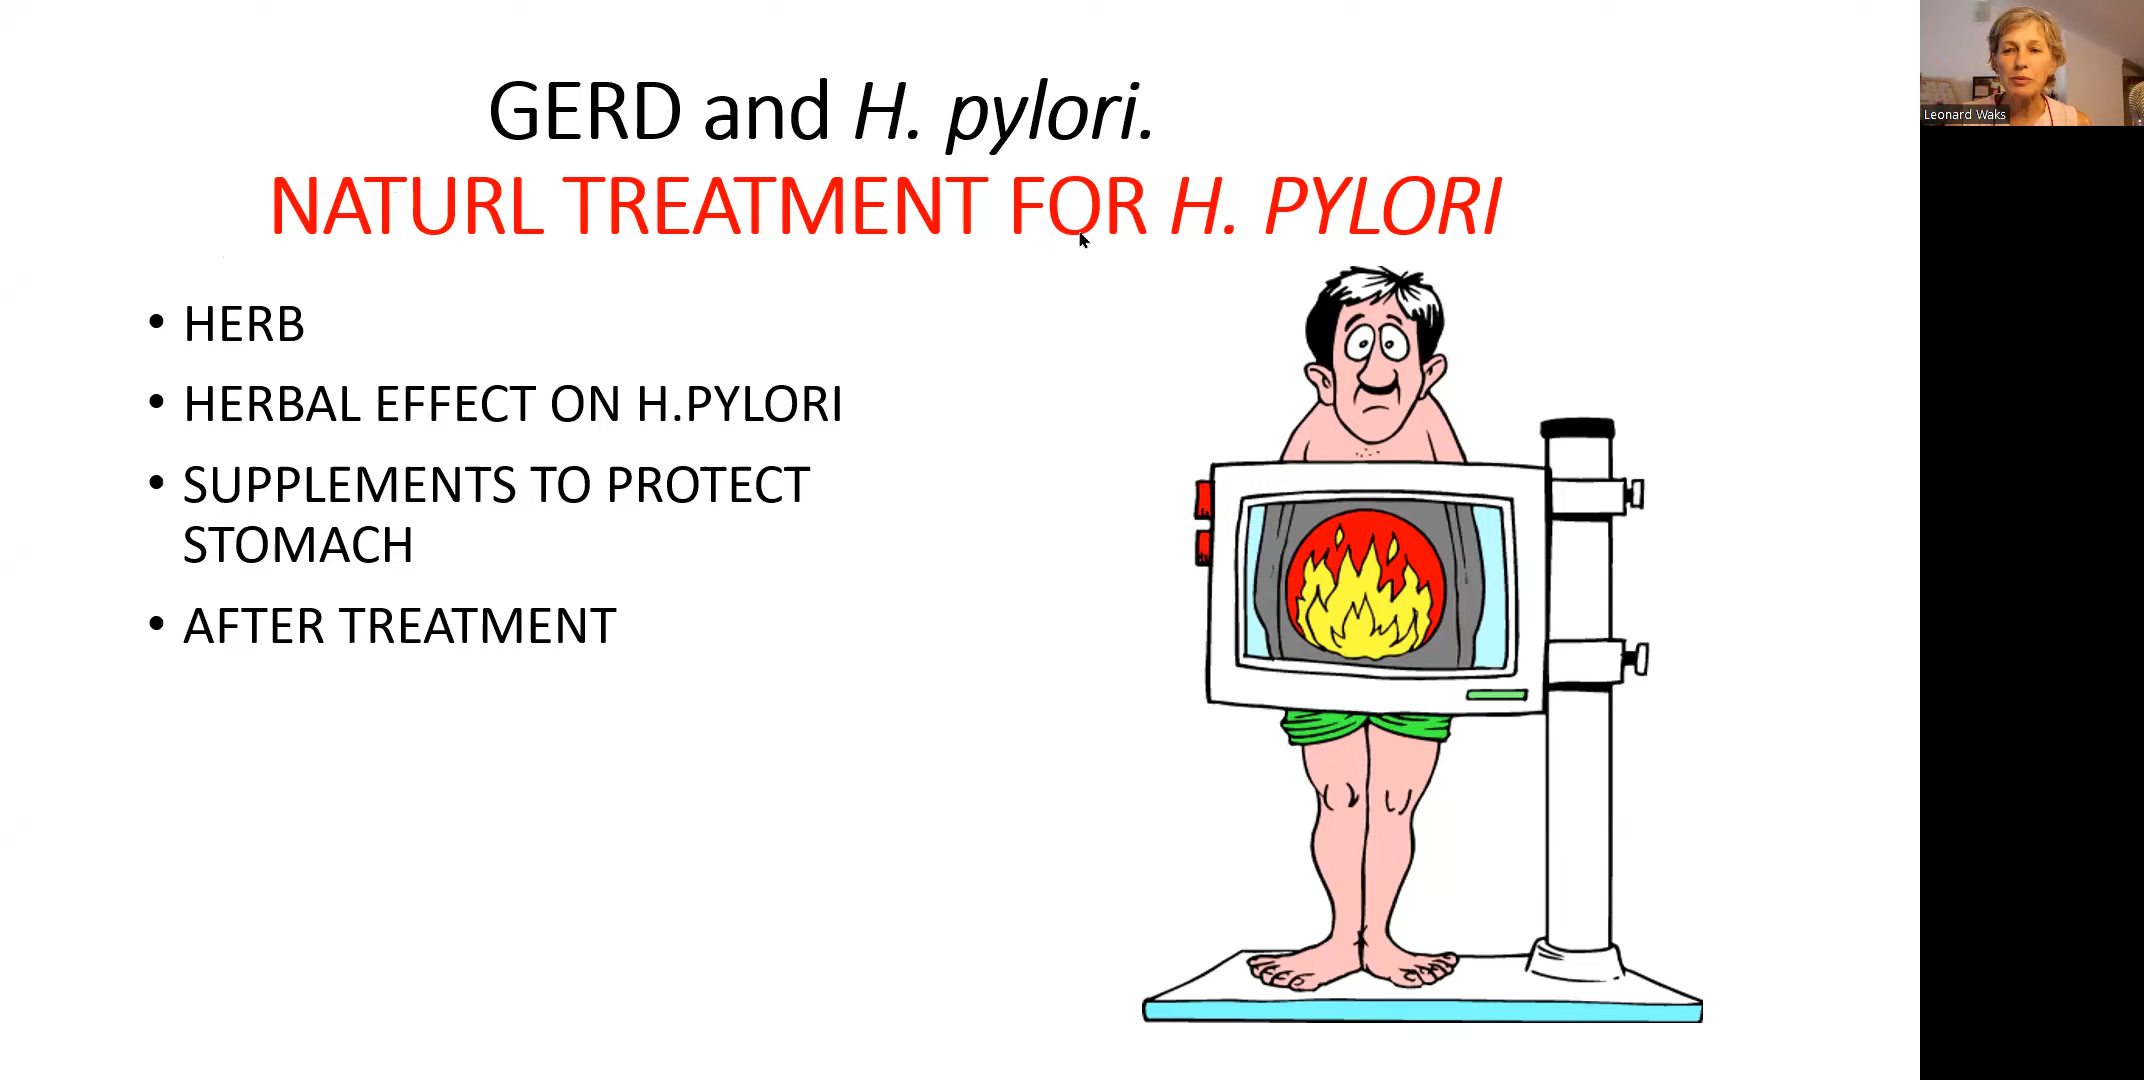 GERD and H. pylori.
NATURL TREATMENT FOR H. PYLORI
• HERB
• HERBAL EFFECT ON H.PYLORI
• SUPPLEMENTS TO PROTECT
STOMACH
• AFTER TREATMENT
Leonard Waks